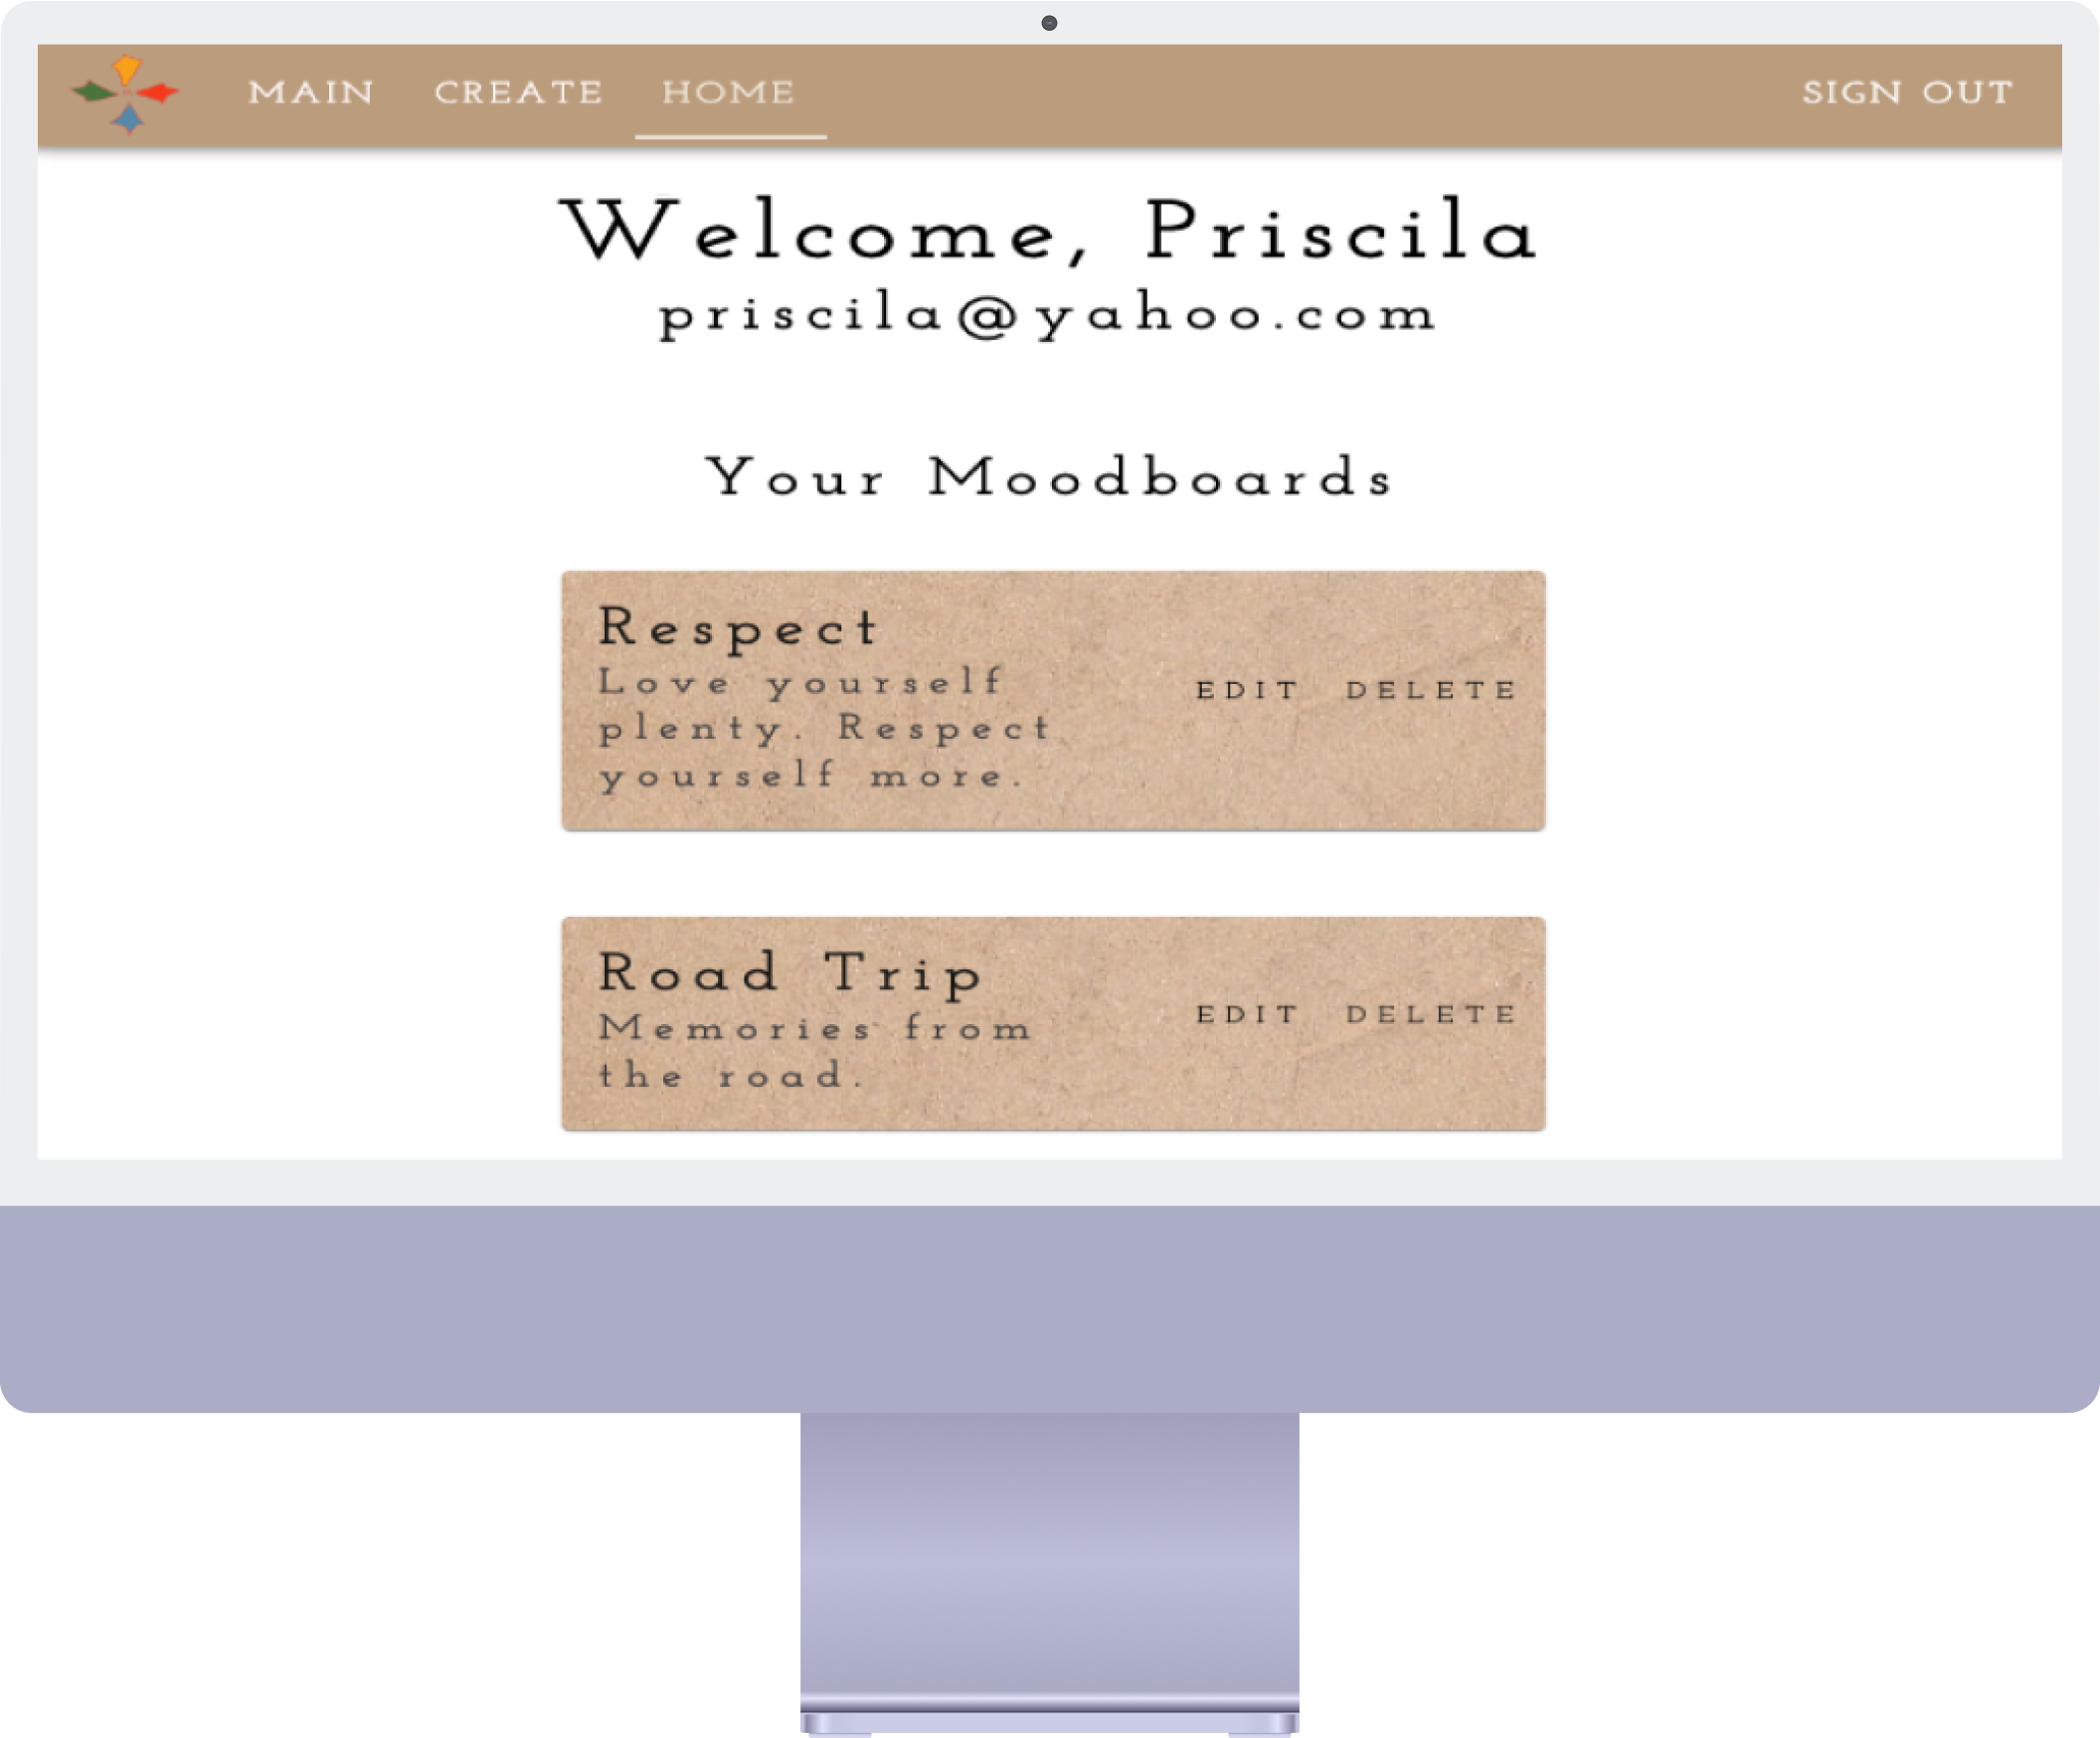 MAIN CREATE HOME SIGN OUT
Welcome, Priscila
priscila@yahoo.com
Your Moodboards
Respect
Love yourself
plenty. Respect
yourself more.
EDIT DELETE
Road Trip
Memories from
the road.
EDIT DELETE